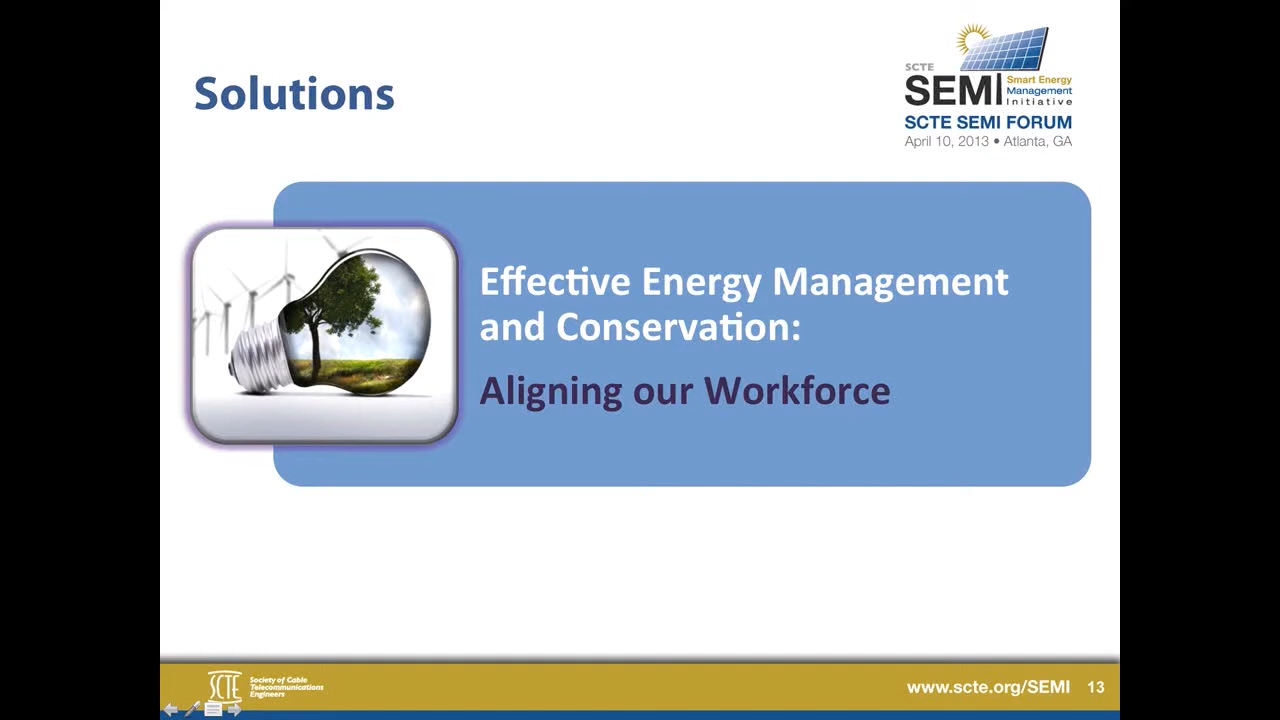 Solutions
SCTE
SEMI
Smart Energy
Management
Initiative
SCTE SEMI FORUM
April 10, 2013 • Atlanta, GA
Effective Energy Management
and Conservation:
Aligning our Workforce
SCTE
Society of Cable
Telecommunications
Engineers
www.scte.org/SEMI 13